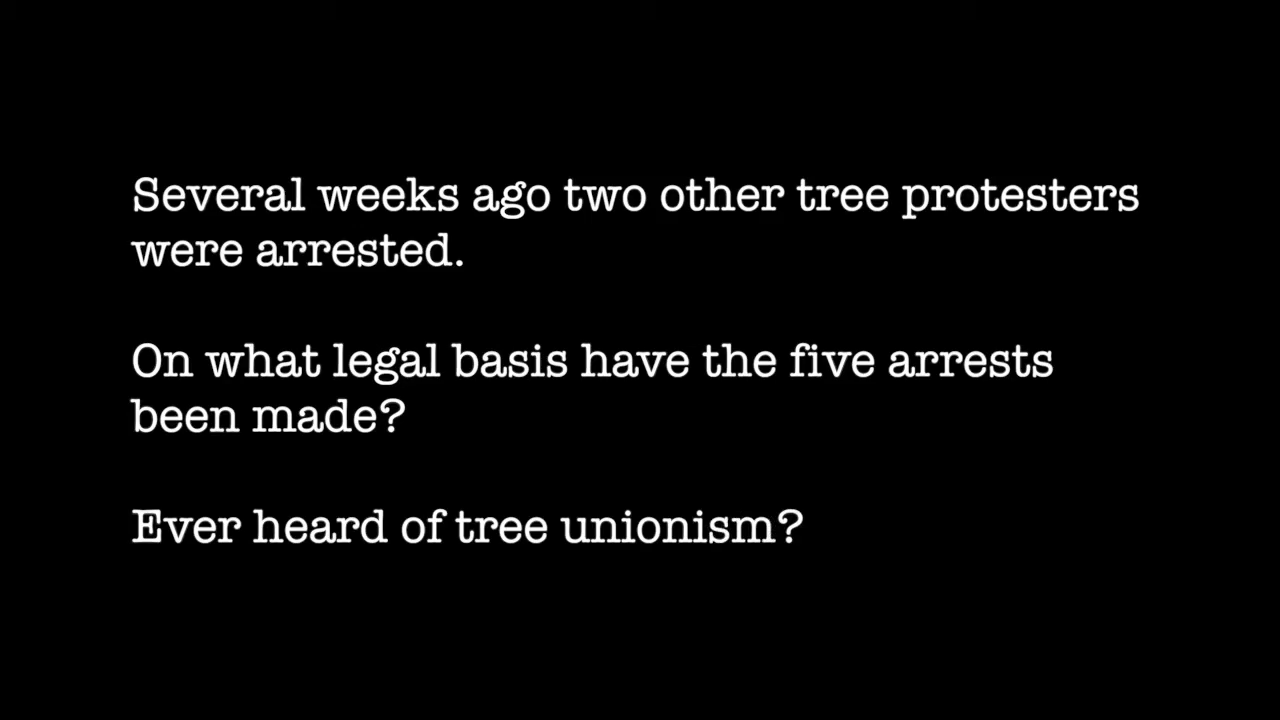 Several weeks ago two other tree protesters
were arrested.
On what legal basis have the five arrests
been made?
Ever heard of tree unionism?